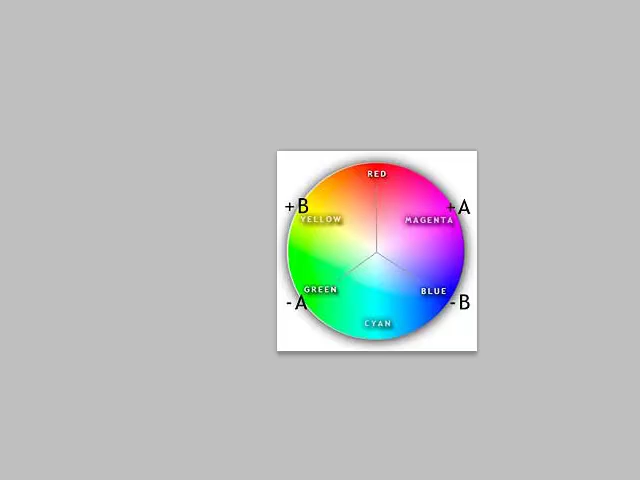 RED
+B
+A
YELLOW
MAGENTA
GREEN
BLUE
-A
-B
CYAN